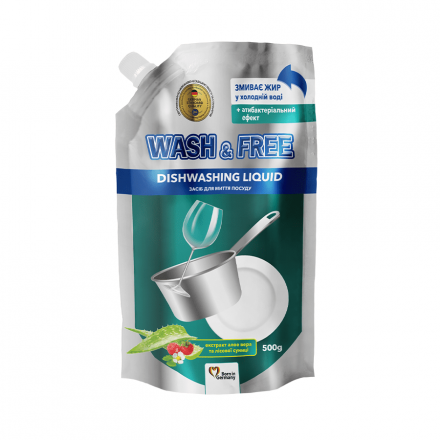 ЗМИВАЄ ЖИР
у холодній воді
+ антибактеріальний
ефект
WASH & FREE
DISHWASHING LIQUID
ЗАСІБ ДЛЯ МИТТЯ ПОСУДУ
екстракт алое вера
та лісової суниці
500g
Born in
Germany